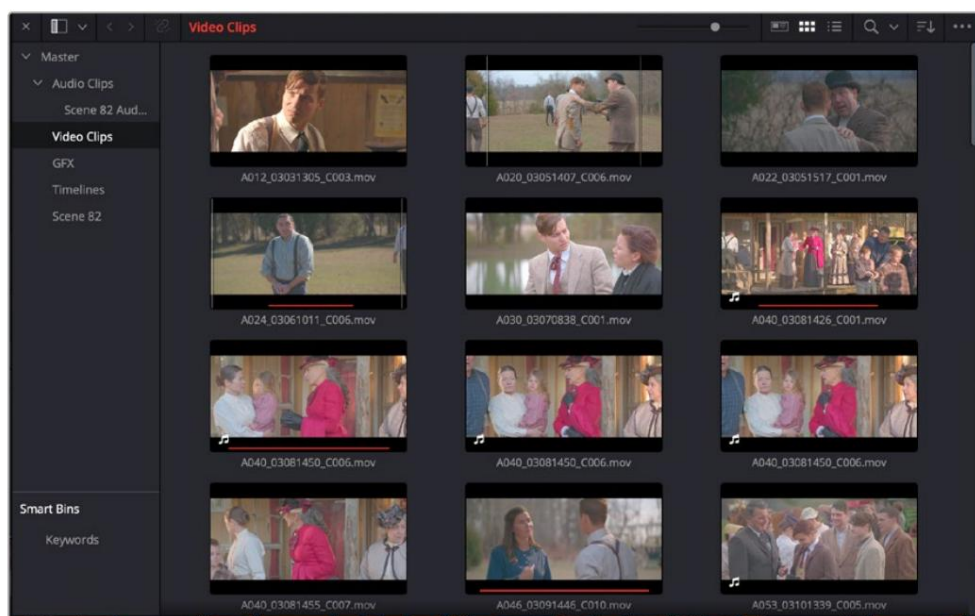 Video Clips
Master
Audio Clips
Scene 82 Aud...
Video Clips
GFX
Timelines
Scene 82
Smart Bins
Keywords
A012_03031305_C003.mov
A020_03051407_C006.mov
A022_03051517_C001.mov
A024_03061011_C006.mov
A030_03070838_C001.mov
A040_03081426_C001.mov
A040_03081450_C006.mov
A040_03081450_C006.mov
A040_03081450_C006.mov
A040_03081455_C007.mov
A046_03091446_C010.mov
A053_03101339_C005.mov